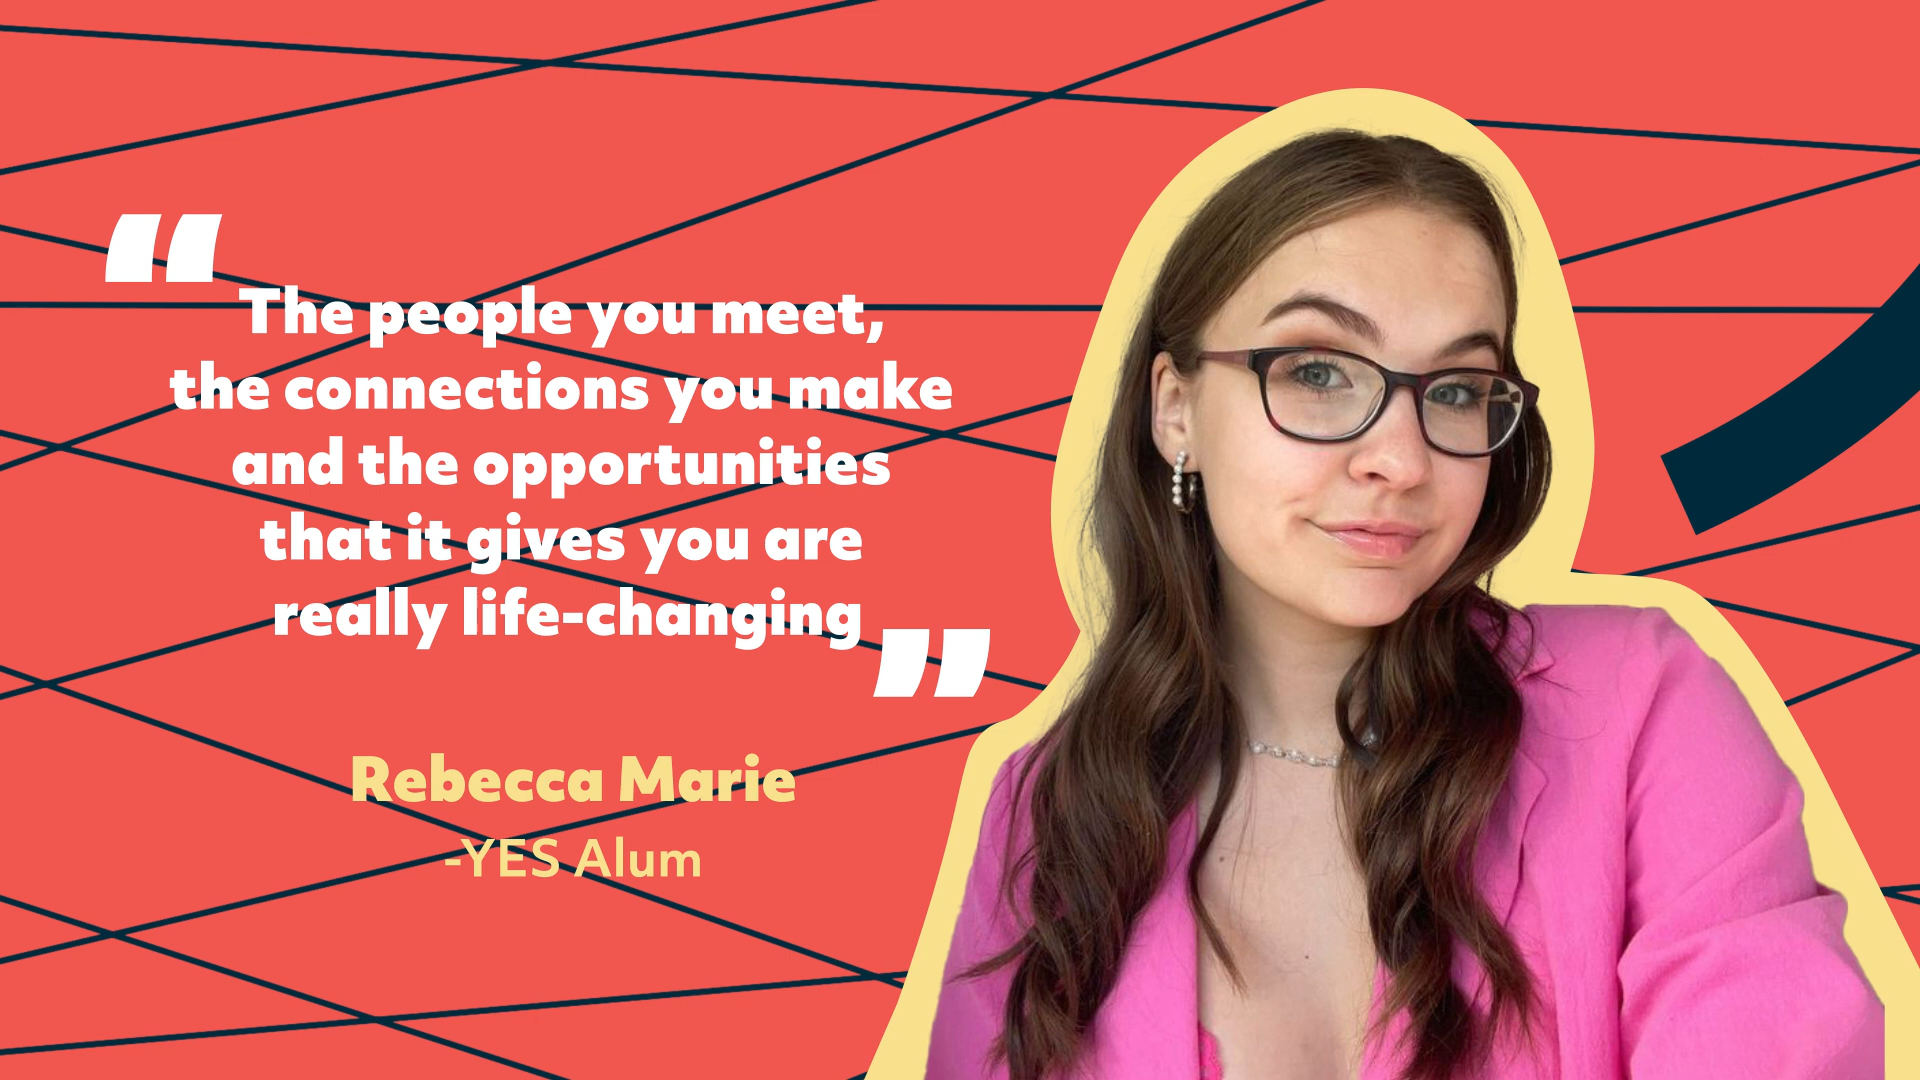 “The people you meet,
the connections you make
and the opportunities
that it gives you are
really life-changing”
Rebecca Marie
-YES Alum